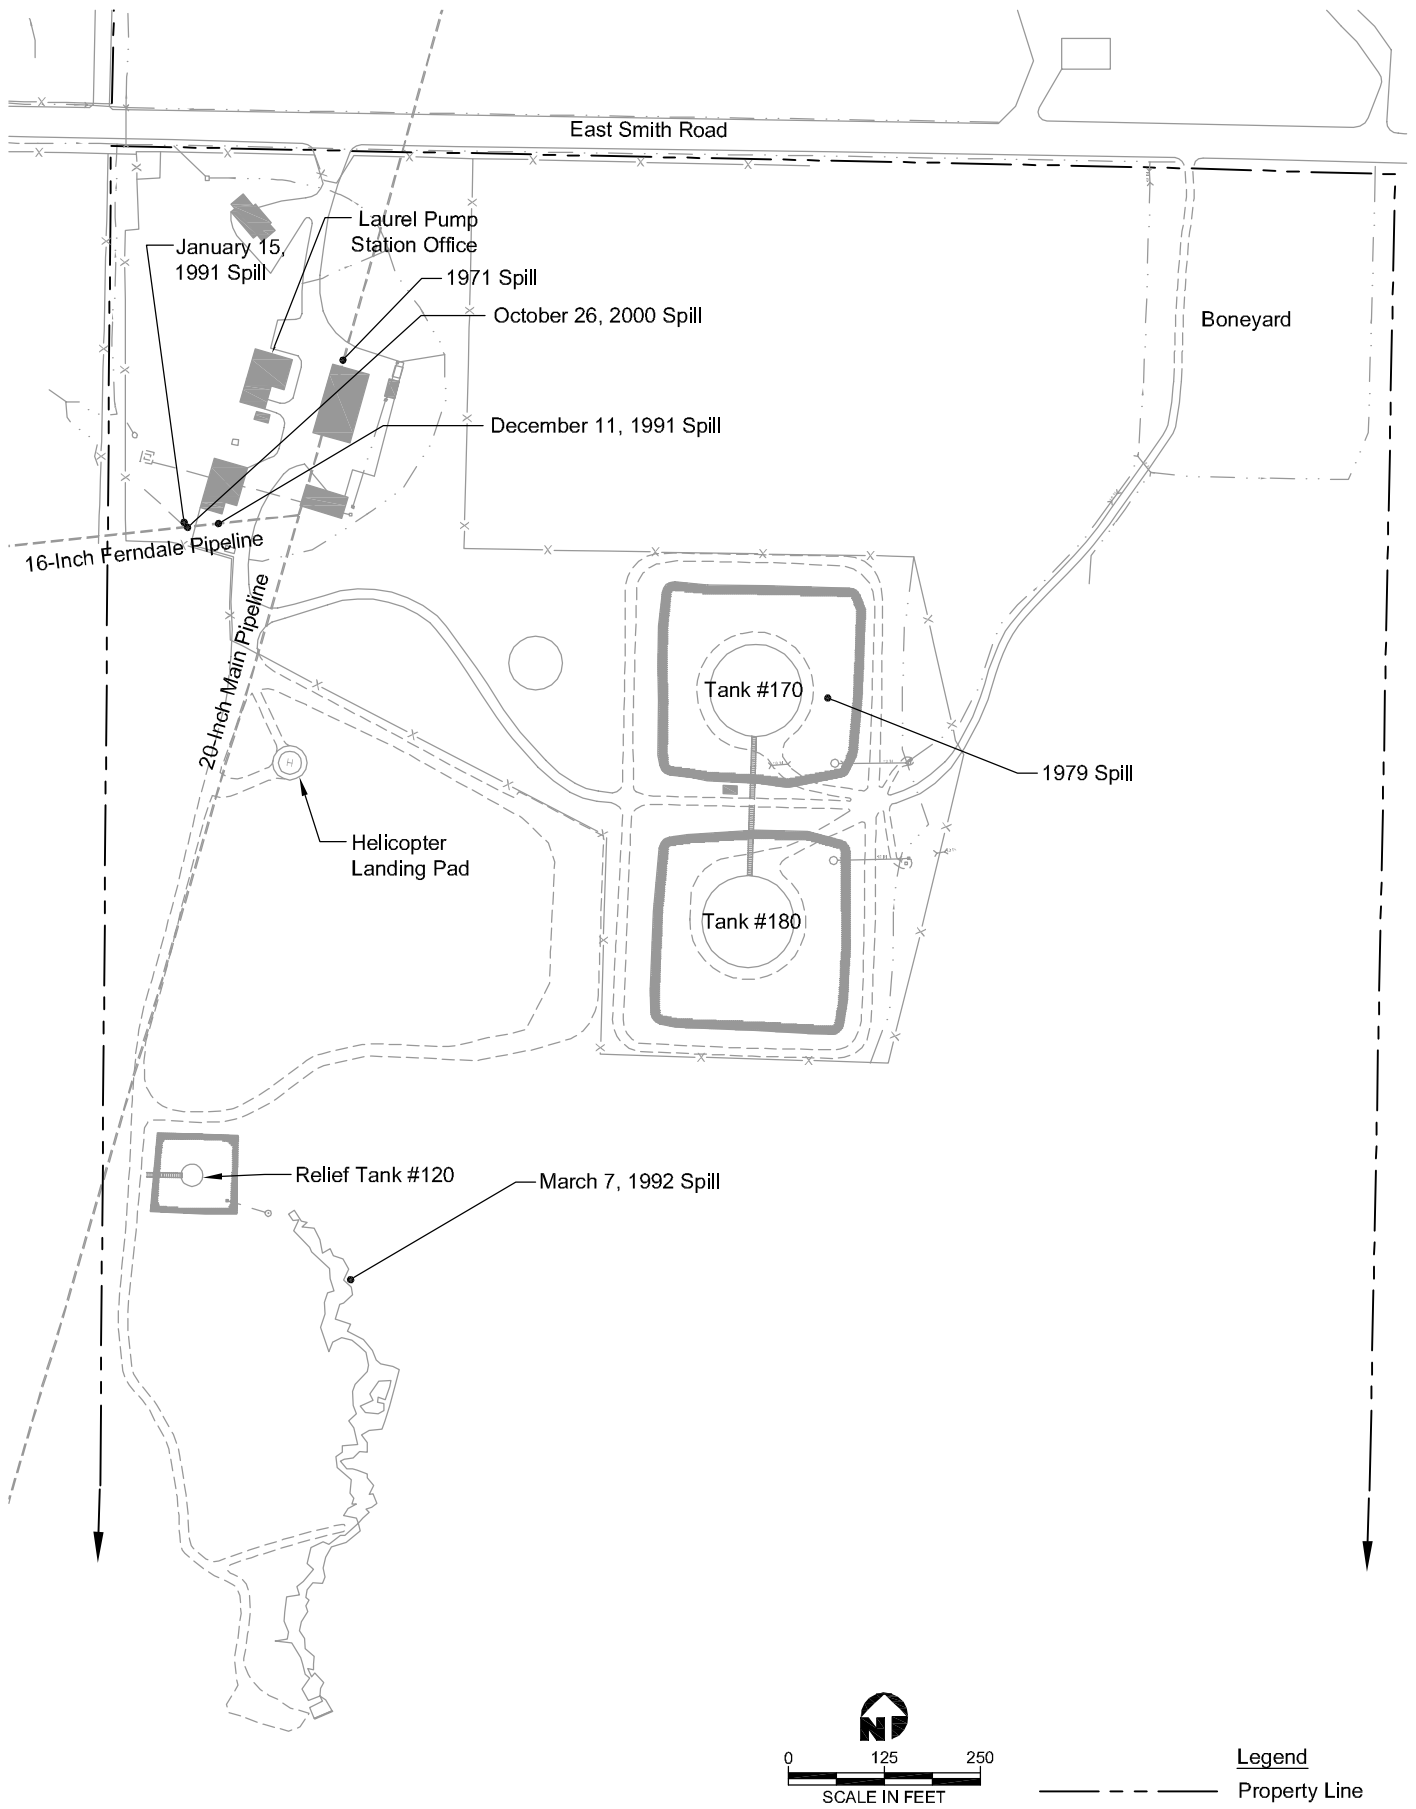 East Smith Road
Laurel Pump
Station Office
January 15,
1991 Spill
1971 Spill
October 26, 2000 Spill
Boneyard
December 11, 1991 Spill
16-Inch Ferndale Pipeline
20-Inch Main Pipeline
Tank #170
H
1979 Spill
Helicopter
Landing Pad
Tank #180
Relief Tank #120
March 7, 1992 Spill
N
0 125 250
SCALE IN FEET
Legend
Property Line